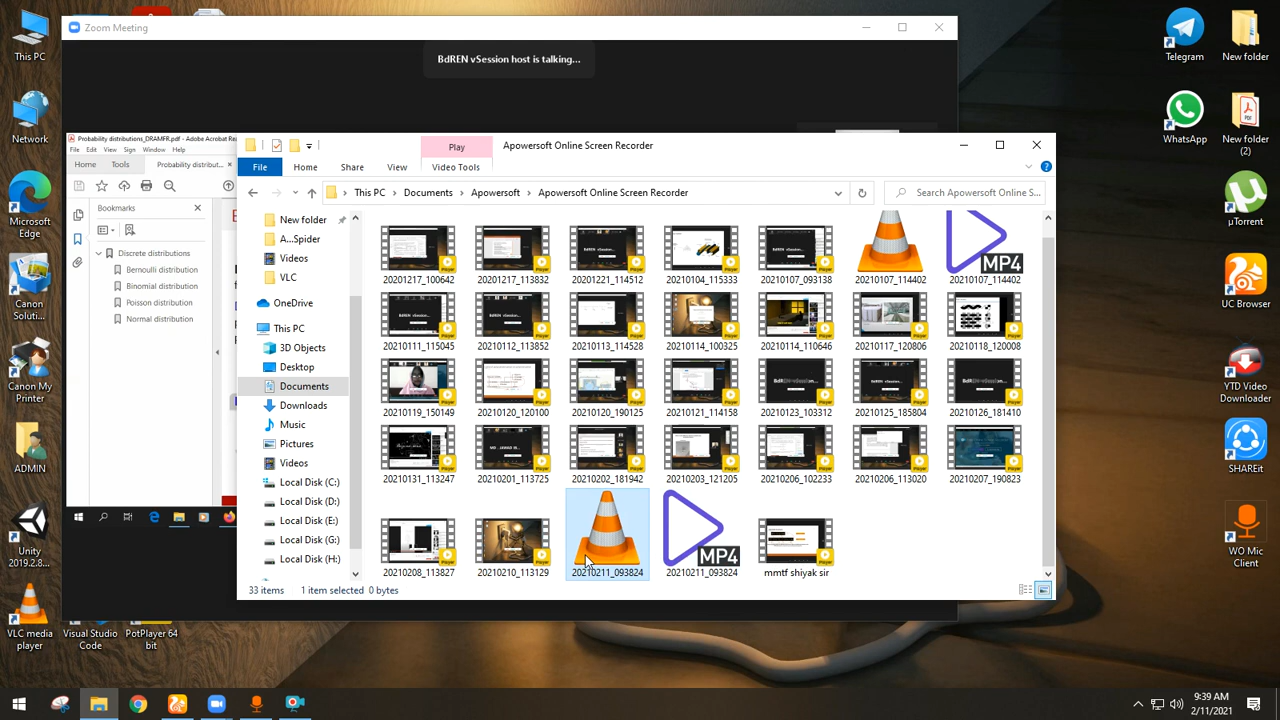 Zoom Meeting
BdREN vSession host is talking...
This PC
Network
Microsoft
Edge
Canon
Soluti...
Canon My
Printer
ADMIN
Unity
2019.2.8...
VLC media
player
Visual Studio
Code
PotPlayer 64
bit
Telegram
New folder
WhatsApp
New folder
(2)
µTorrent
UC Browser
YTD Video
Downloader
SHAREit
WO Mic
Client
Probability distributions_DRAMFR.pdf - Adobe Acrobat Rea
File Edit View Sign Window Help
Home Tools Probability distribut... ×
Bookmarks
Discrete distributions
Bernoulli distribution
Binomial distribution
Poisson distribution
Normal distribution
Play Apowersoft Online Screen Recorder
File Home Share View Video Tools
This PC > Documents > Apowersoft > Apowersoft Online Screen Recorder
Search Apowersoft Online S...
New folder
A...Spider
Videos
VLC
OneDrive
This PC
3D Objects
Desktop
Documents
Downloads
Music
Pictures
Videos
Local Disk (C:)
Local Disk (D:)
Local Disk (E:)
Local Disk (G:)
Local Disk (H:)
MP4
20201217_100642 20201217_113832 20201221_114512 20210104_115333 20210107_093138 20210107_114402 20210107_114402
20210111_115045 20210112_113852 20210113_114528 20210114_100325 20210114_110646 20210117_120806 20210118_120008
20210119_150149 20210120_120100 20210120_190125 20210121_114158 20210123_103312 20210125_185804 20210126_181410
20210131_113247 20210201_113725 20210202_181942 20210203_121205 20210206_102233 20210206_113020 20210207_190823
MP4
20210208_113827 20210210_113129 20210211_093824 20210211_093824 mmtf shiyak sir
33 items 1 item selected 0 bytes
9:39 AM
2/11/2021